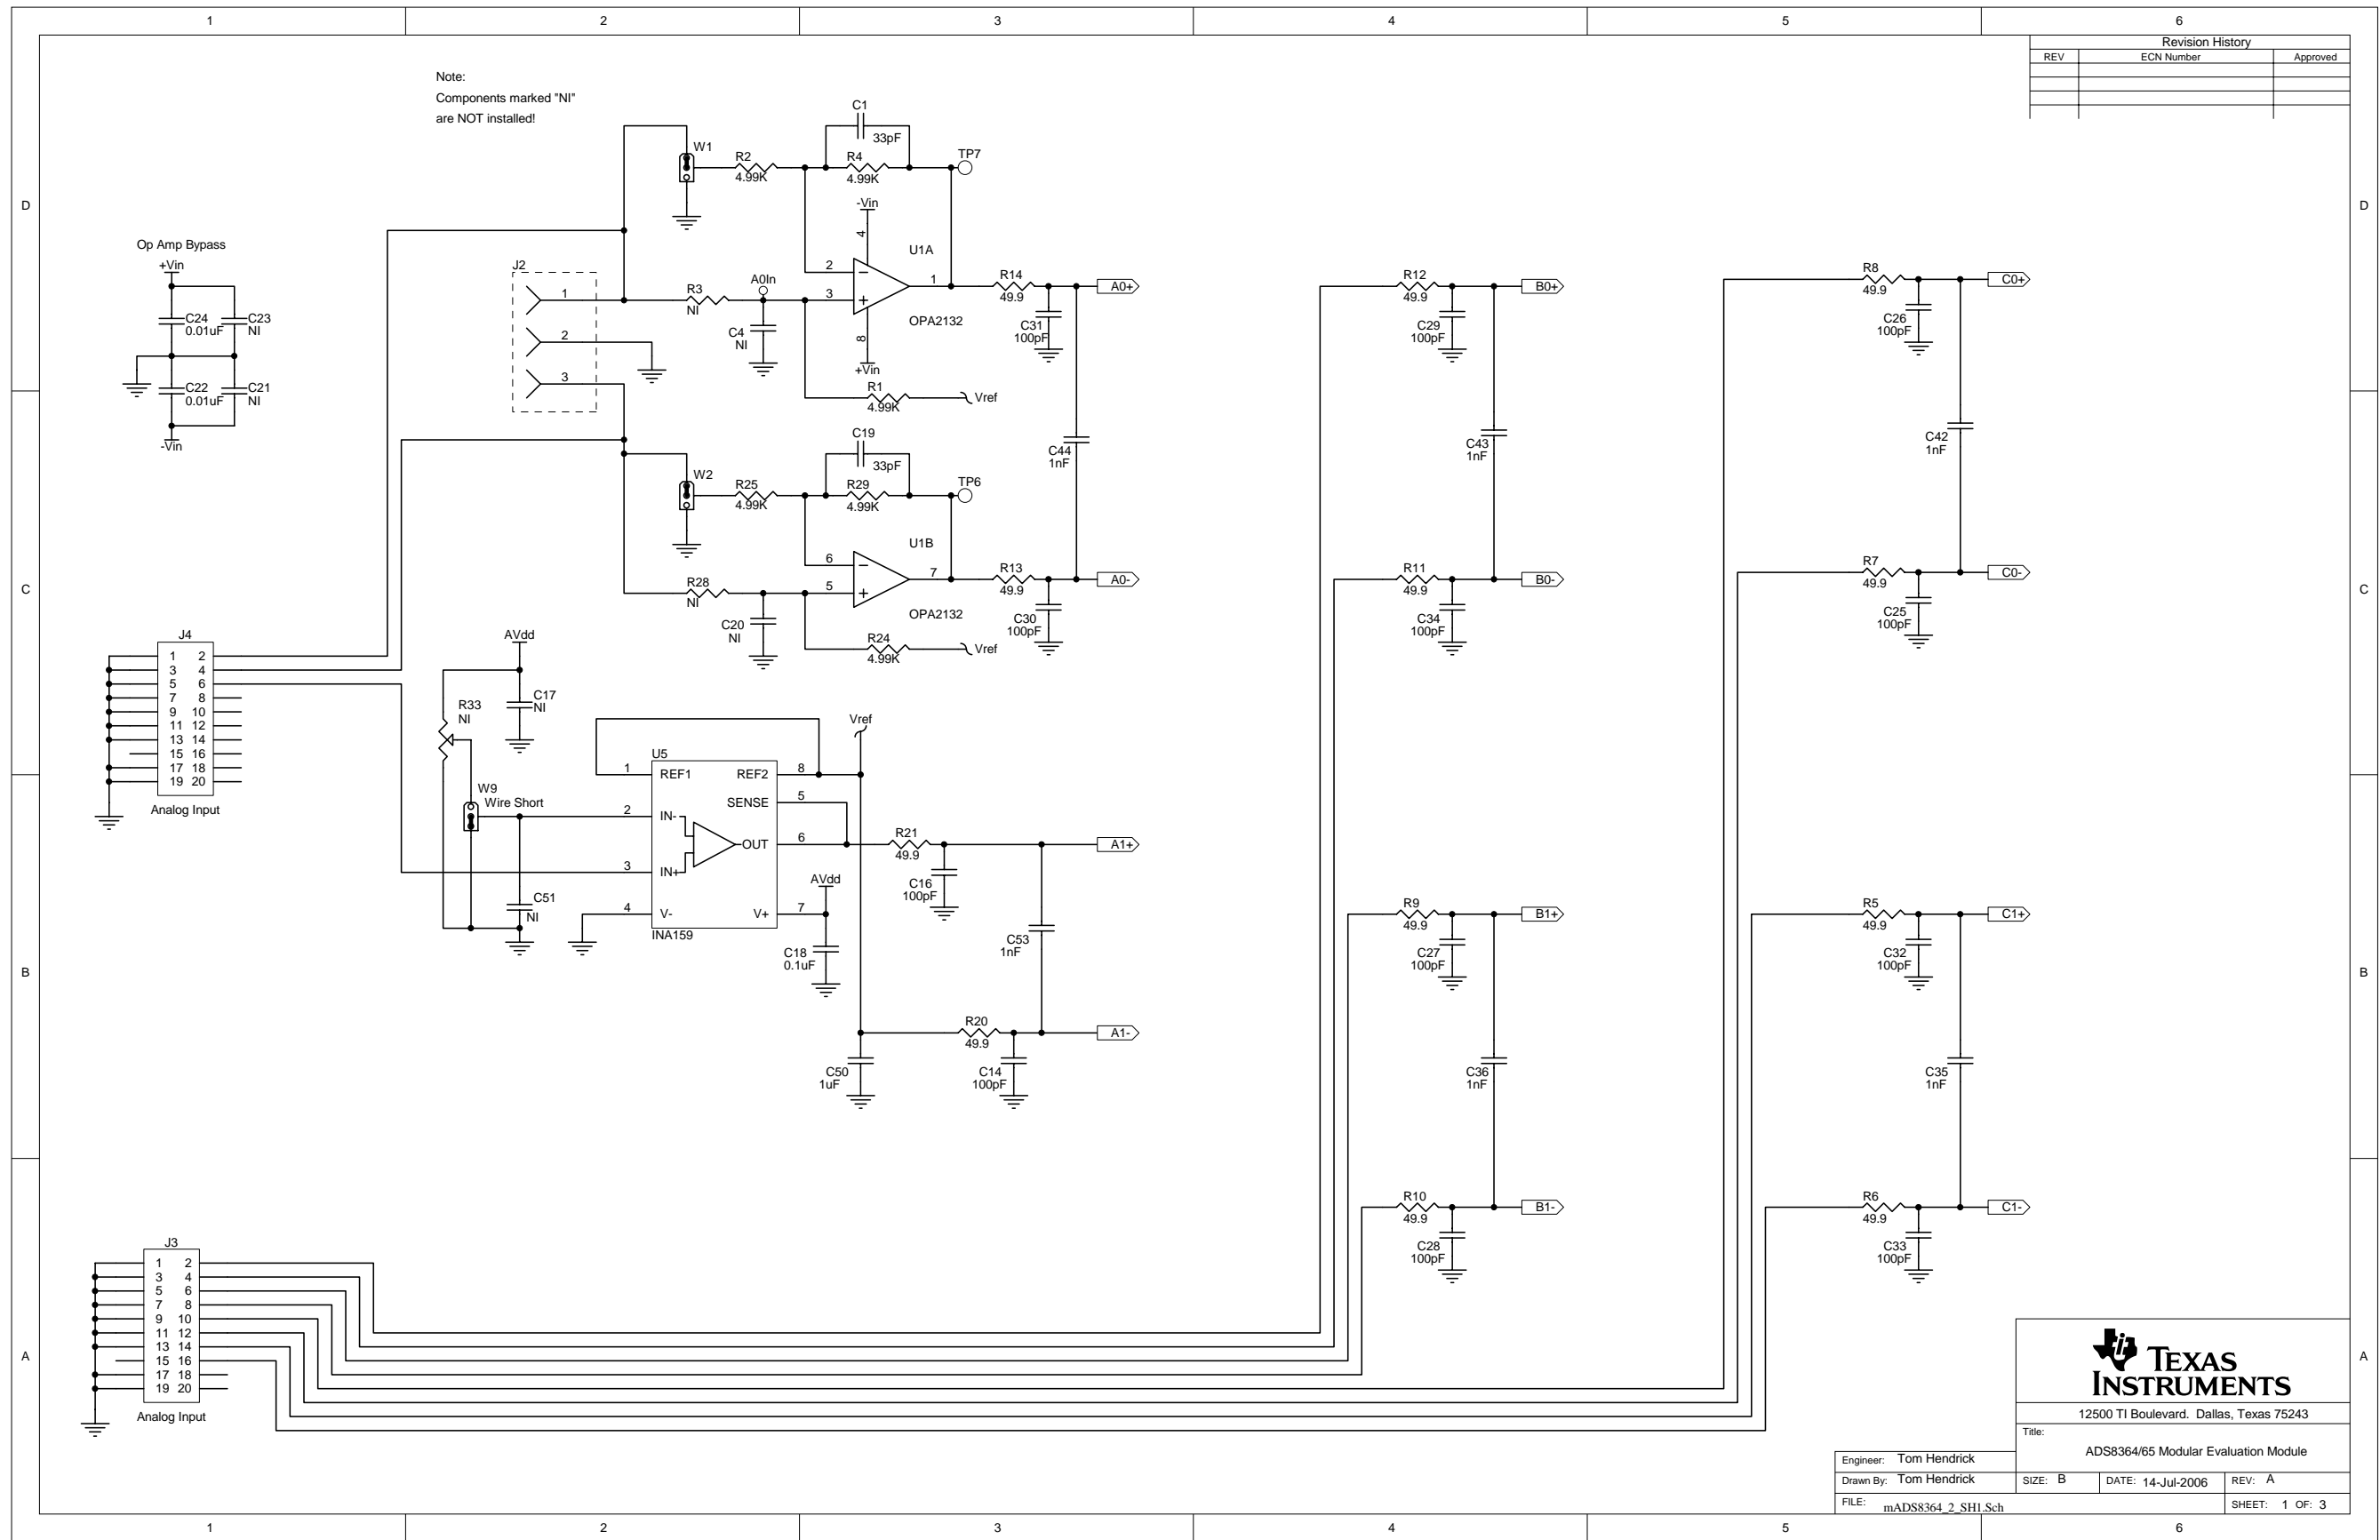 1 2 3 4 5 6
Revision History
REV ECN Number Approved
Note:
Components marked "NI"
are NOT installed!
D
D
C1
33pF
W1
R2
4.99K
R4
4.99K
TP7
-Vin
4
U1A
2
3
1
8
+Vin
OPA2132
Op Amp Bypass
+Vin
C24
0.01uF
C23
NI
C22
0.01uF
C21
NI
-Vin
J2
1
2
3
R3
NI
A0In
C4
NI
R1
4.99K
Vref
R14
49.9
C31
100pF
A0+
C44
1nF
C19
33pF
W2
R25
4.99K
R29
4.99K
TP6
U1B
6
5
7
OPA2132
R28
NI
C20
NI
R24
4.99K
Vref
R13
49.9
C30
100pF
A0-
R12
49.9
C29
100pF
B0+
C43
1nF
R11
49.9
C34
100pF
B0-
R8
49.9
C26
100pF
C0+
C42
1nF
R7
49.9
C25
100pF
C0-
C
C
J4
1 2
3 4
5 6
7 8
9 10
11 12
13 14
15 16
17 18
19 20
Analog Input
AVdd
R33
NI
C17
NI
W9
Wire Short
C51
NI
Vref
U5
1 REF1 REF2 8
SENSE 5
2 IN-
OUT 6
3 IN+
4 V- V+ 7
INA159
AVdd
C18
0.1uF
R21
49.9
C16
100pF
A1+
C53
1nF
R20
49.9
C50
1uF
C14
100pF
A1-
R9
49.9
C27
100pF
B1+
C36
1nF
R10
49.9
C28
100pF
B1-
R5
49.9
C32
100pF
C1+
C35
1nF
R6
49.9
C33
100pF
C1-
B
B
J3
1 2
3 4
5 6
7 8
9 10
11 12
13 14
15 16
17 18
19 20
Analog Input
A
A
TEXAS
INSTRUMENTS
12500 TI Boulevard. Dallas, Texas 75243
Title:
ADS8364/65 Modular Evaluation Module
Engineer: Tom Hendrick
Drawn By: Tom Hendrick
SIZE: B DATE: 14-Jul-2006 REV: A
FILE: mADS8364_2_SH1.Sch
SHEET: 1 OF: 3
1 2 3 4 5 6